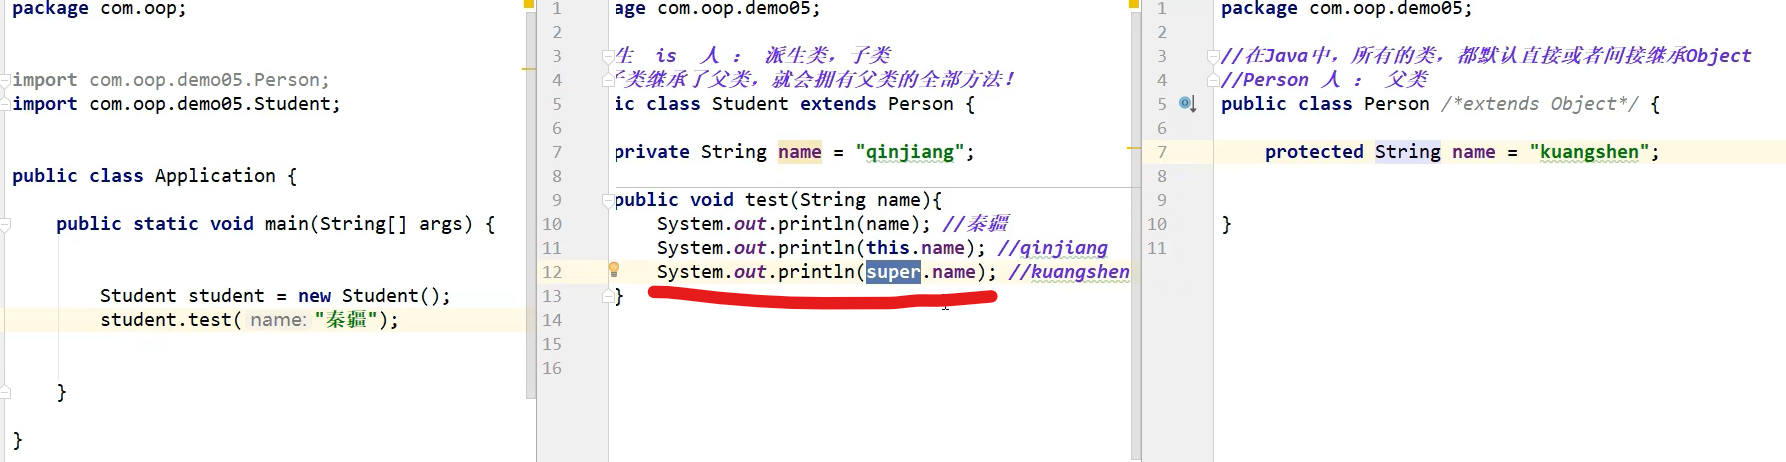 package com.oop;
import com.oop.demo05.Person;
import com.oop.demo05.Student;
public class Application {
public static void main(String[] args) {
Student student = new Student();
student.test( name: "秦疆");
}
}
1 age com.oop.demo05;
2
3 生 is 人 : 派生类, 子类
4 子类继承了父类, 就会拥有父类的全部方法!
5 ic class Student extends Person {
6
7 private String name = "qinjiang";
8
9 public void test(String name){
10 System.out.println(name); //秦疆
11 System.out.println(this.name); //qinjiang
12 System.out.println(super.name); //kuangshen
13 }
14
15
16
1 package com.oop.demo05;
2
3 //在Java中, 所有的类, 都默认直接或者间接继承Object
4 //Person 人 : 父类
5 public class Person /*extends Object*/ {
6
7 protected String name = "kuangshen";
8
9
10 }
11